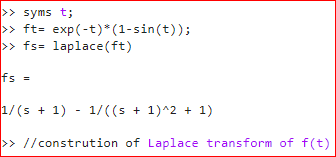 >> syms t;
>> ft= exp(-t)*(1-sin(t));
>> fs= laplace(ft)
fs =
1/(s + 1) - 1/((s + 1)^2 + 1)
>> //constrution of Laplace transform of f(t)